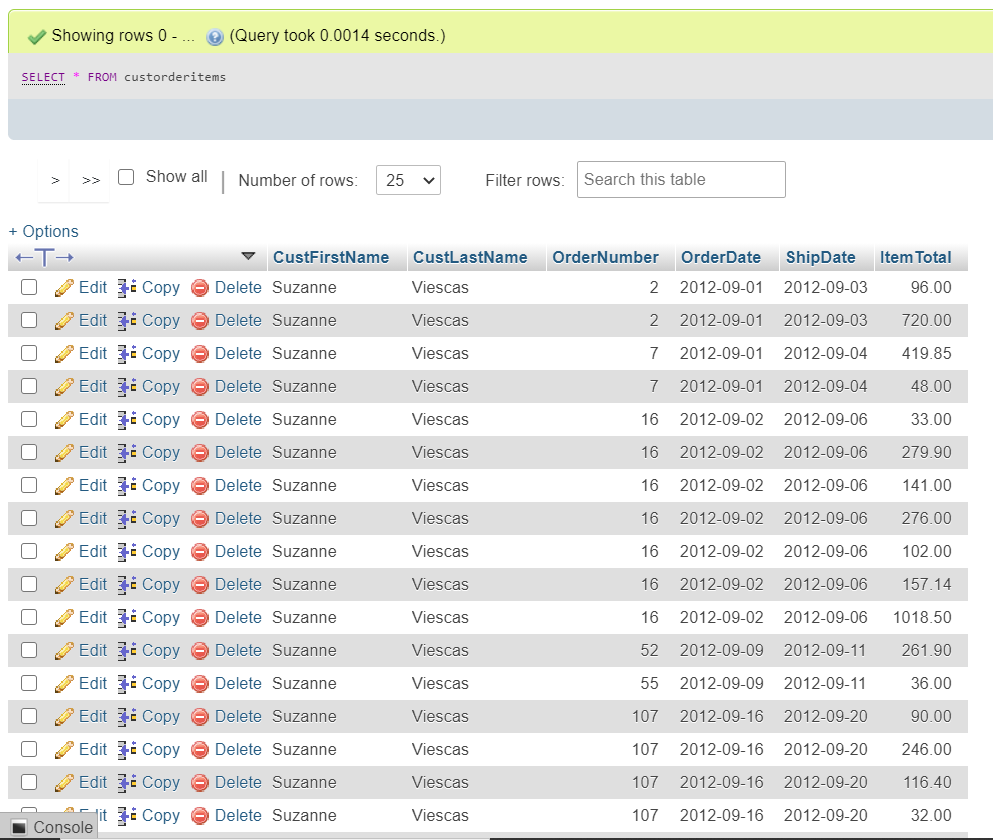 Showing rows 0 - ... (Query took 0.0014 seconds.)
SELECT * FROM custorderitems
> >> Show all | Number of rows: 25 Filter rows: Search this table
+ Options
CustFirstName CustLastName OrderNumber OrderDate ShipDate ItemTotal
Edit Copy Delete Suzanne Viescas 2 2012-09-01 2012-09-03 96.00
Edit Copy Delete Suzanne Viescas 2 2012-09-01 2012-09-03 720.00
Edit Copy Delete Suzanne Viescas 7 2012-09-01 2012-09-04 419.85
Edit Copy Delete Suzanne Viescas 7 2012-09-01 2012-09-04 48.00
Edit Copy Delete Suzanne Viescas 16 2012-09-02 2012-09-06 33.00
Edit Copy Delete Suzanne Viescas 16 2012-09-02 2012-09-06 279.90
Edit Copy Delete Suzanne Viescas 16 2012-09-02 2012-09-06 141.00
Edit Copy Delete Suzanne Viescas 16 2012-09-02 2012-09-06 276.00
Edit Copy Delete Suzanne Viescas 16 2012-09-02 2012-09-06 102.00
Edit Copy Delete Suzanne Viescas 16 2012-09-02 2012-09-06 157.14
Edit Copy Delete Suzanne Viescas 16 2012-09-02 2012-09-06 1018.50
Edit Copy Delete Suzanne Viescas 52 2012-09-09 2012-09-11 261.90
Edit Copy Delete Suzanne Viescas 55 2012-09-09 2012-09-11 36.00
Edit Copy Delete Suzanne Viescas 107 2012-09-16 2012-09-20 90.00
Edit Copy Delete Suzanne Viescas 107 2012-09-16 2012-09-20 246.00
Edit Copy Delete Suzanne Viescas 107 2012-09-16 2012-09-20 116.40
Edit Copy Delete Suzanne Viescas 107 2012-09-16 2012-09-20 32.00
Console